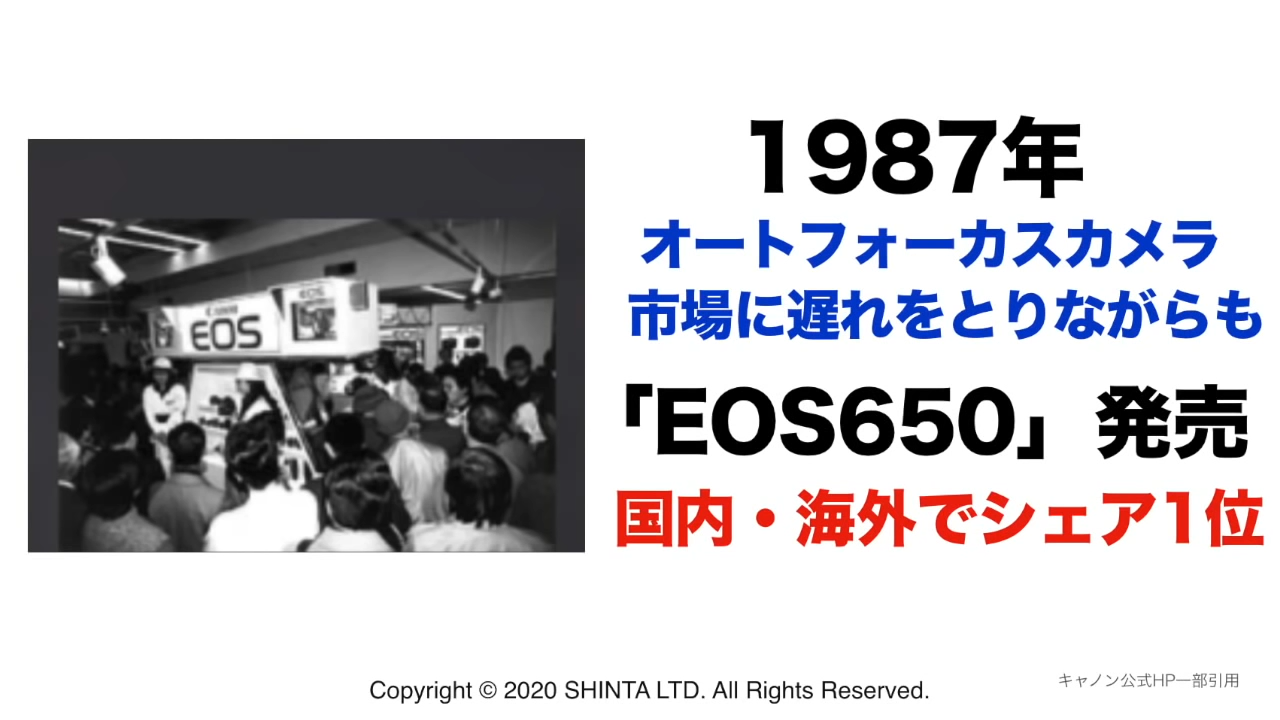 1987年
オートフォーカスカメラ
市場に遅れをとりながらも
「EOS650」発売
国内・海外でシェア1位
Canon
EOS
EOS
Copyright © 2020 SHINTA LTD. All Rights Reserved.
キャノン公式HP一部引用